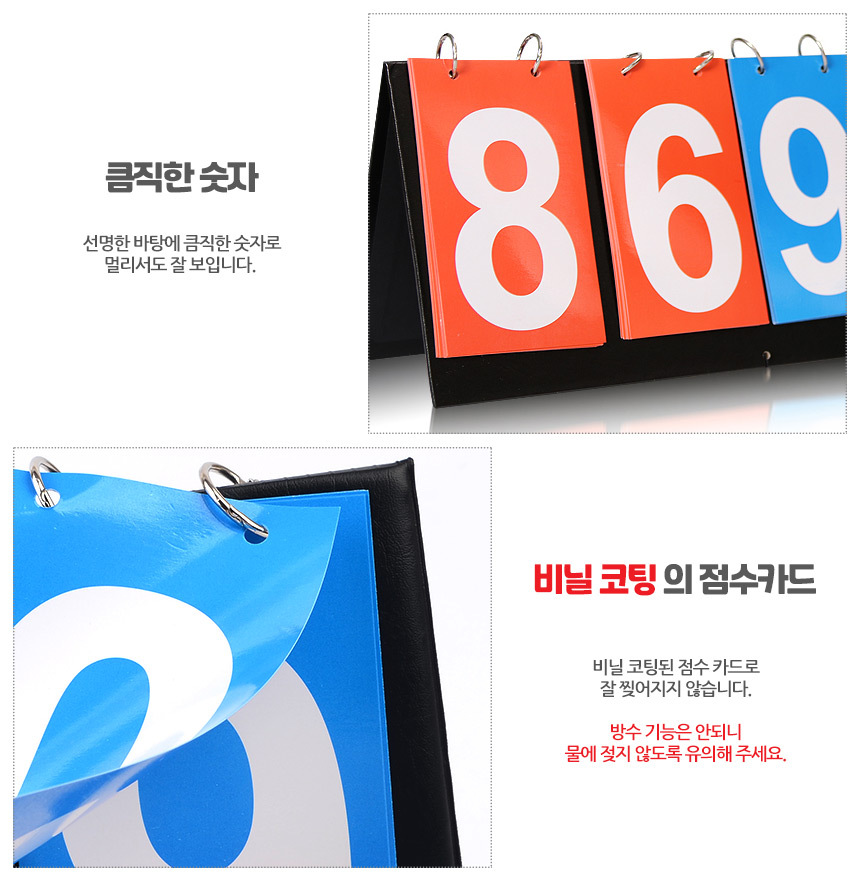 큼직한 숫자
선명한 바탕에 큼직한 숫자로
멀리서도 잘 보입니다.
8 6 9
비닐 코팅 의 점수카드
비닐 코팅된 점수 카드로
잘 찢어지지 않습니다.
방수 기능은 안되니
물에 젖지 않도록 유의해 주세요.